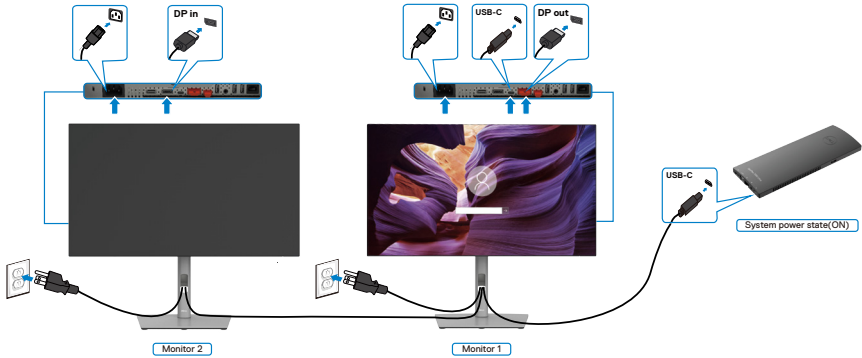 DP in
USB-C
DP out
USB-C
System power state(ON)
Monitor 2
Monitor 1